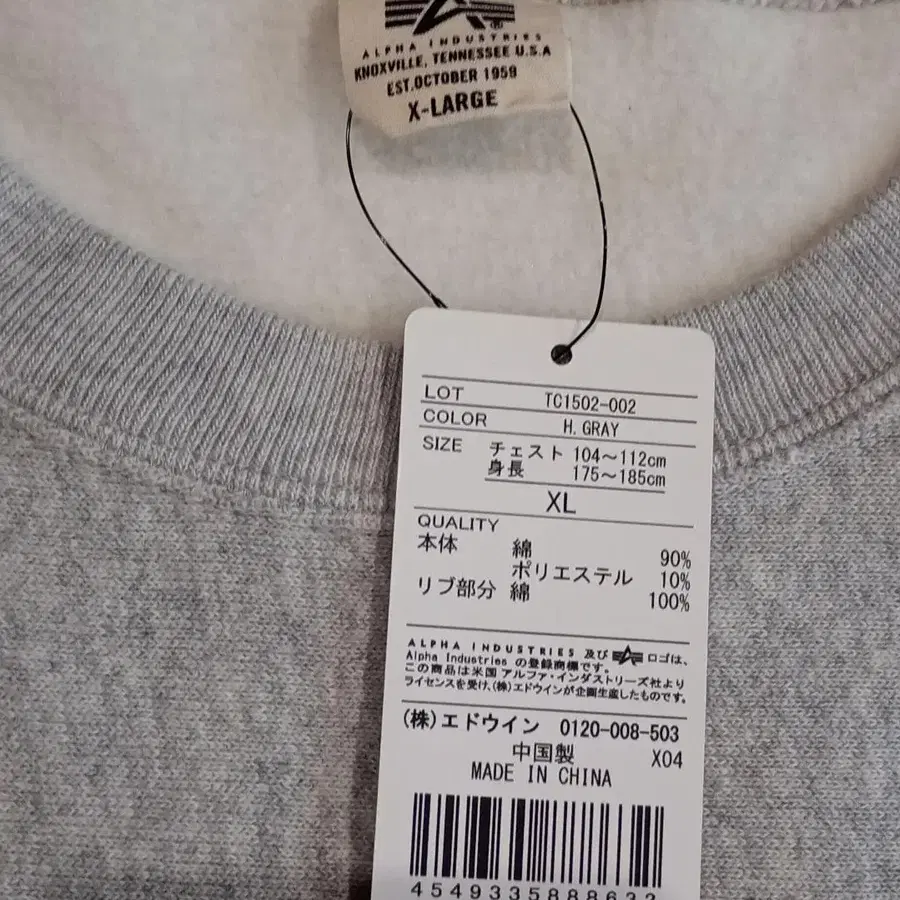 ALPHA INDUSTRIES
KNOXVILLE, TENNESSEE U.S.A
EST.OCTOBER 1959
X-LARGE
LOT TC1502-002
COLOR H.GRAY
SIZE チェスト 104～112cm
身長 175～185cm
XL
QUALITY
本体 綿 90%
ポリエステル 10%
リブ部分 綿 100%
ALPHA INDUSTRIES 及び ロゴは、
Alpha Industries の登録商標です。
この商品は米国 アルファ・インダストリーズ社より
ライセンスを受け、(株)エドウインが企画生産したものです。
(株)エドウイン 0120-008-503
中国製 X04
MADE IN CHINA
4549335888632